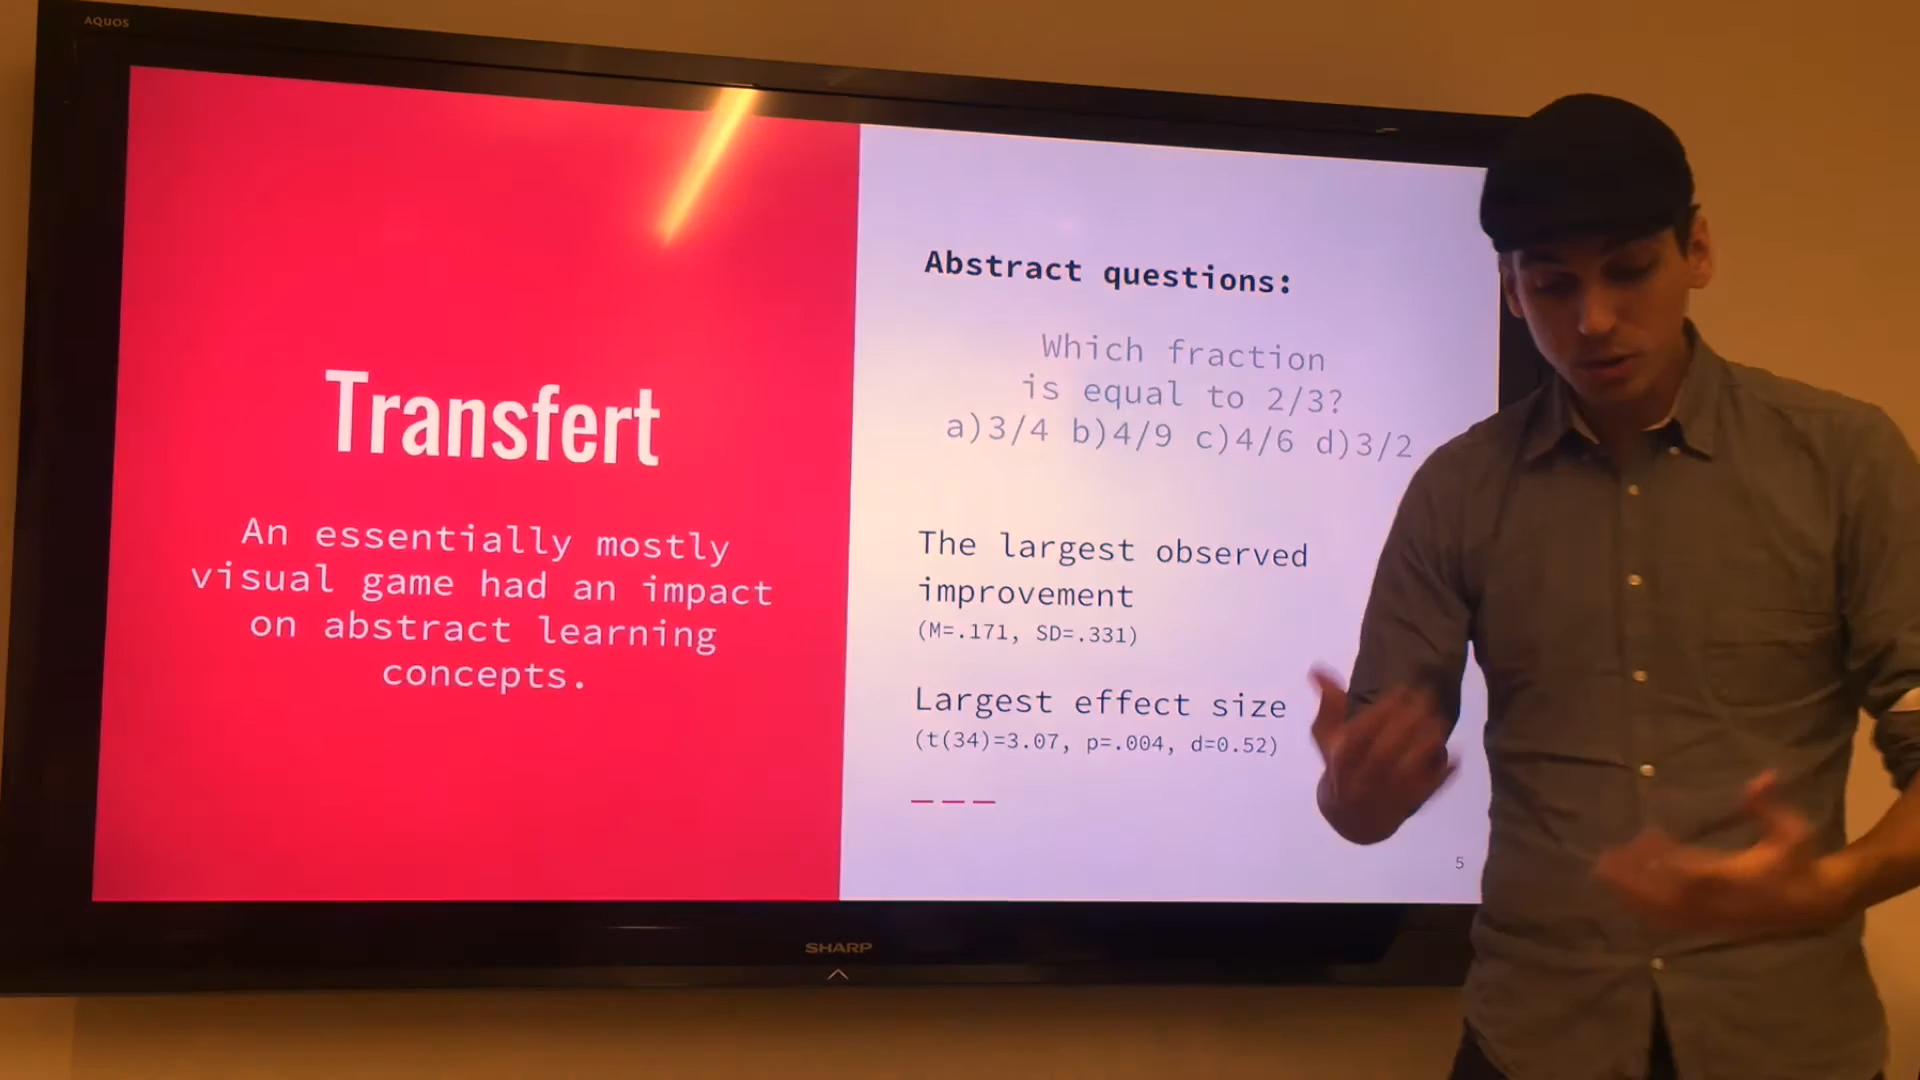 AQUOS
Transfert
An essentially mostly
visual game had an impact
on abstract learning
concepts.
Abstract questions:
Which fraction
is equal to 2/3?
a)3/4 b)4/9 c)4/6 d)3/2
The largest observed
improvement
(M=.171, SD=.331)
Largest effect size
(t(34)=3.07, p=.004, d=0.52)
5
SHARP